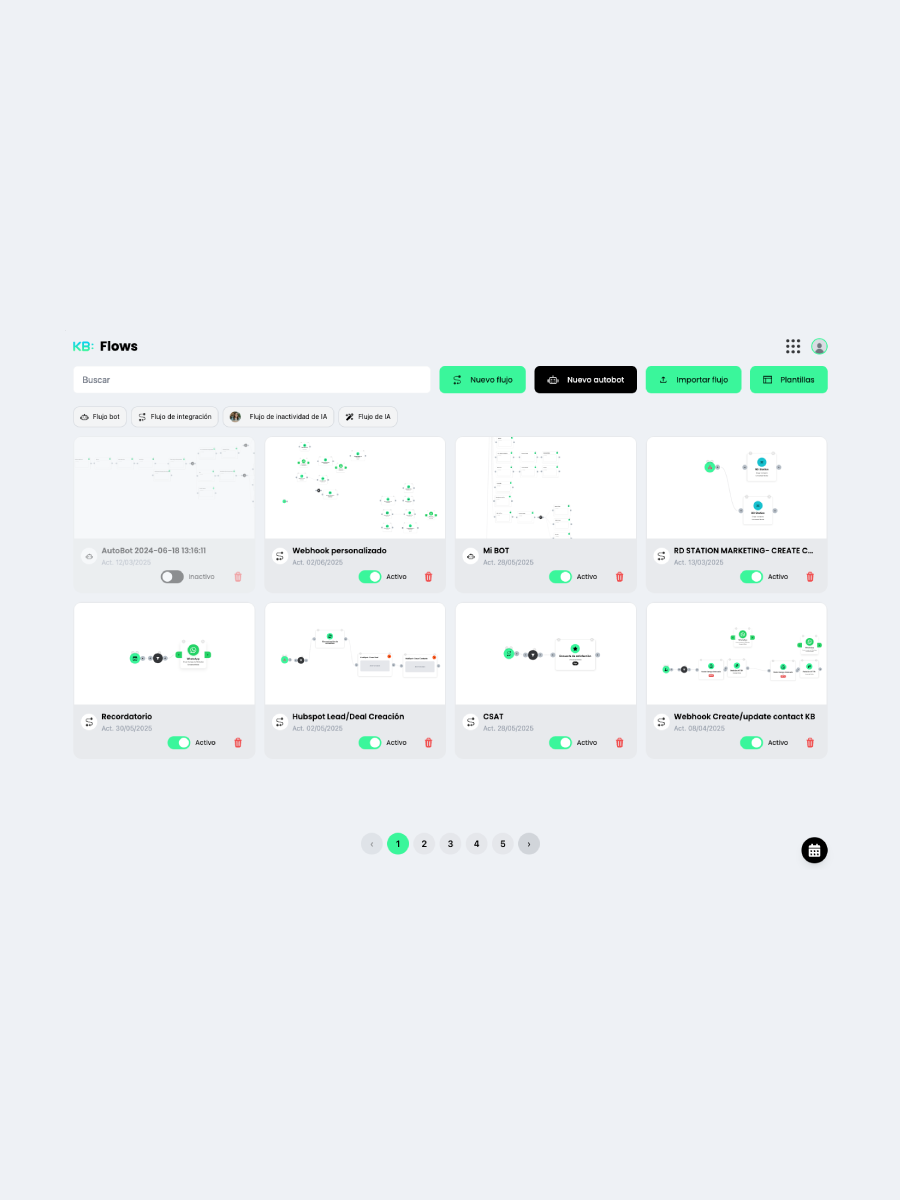 KB: Flows
Buscar
Nuevo flujo
Nuevo autobot
Importar flujo
Plantillas
Flujo bot
Flujo de integración
Flujo de inactividad de IA
Flujo de IA
AutoBot 2024-06-18 13:16:11
Act. 12/03/2025
Inactivo
Webhook personalizado
Act. 02/06/2025
Activo
Mi BOT
Act. 28/05/2025
Activo
RD STATION MARKETING- CREATE C...
Act. 13/03/2025
Activo
Recordatorio
Act. 30/05/2025
Activo
Hubspot Lead/Deal Creación
Act. 02/05/2025
Activo
CSAT
Act. 28/05/2025
Activo
Webhook Create/update contact KB
Act. 08/04/2025
Activo
‹ 1 2 3 4 5 ›